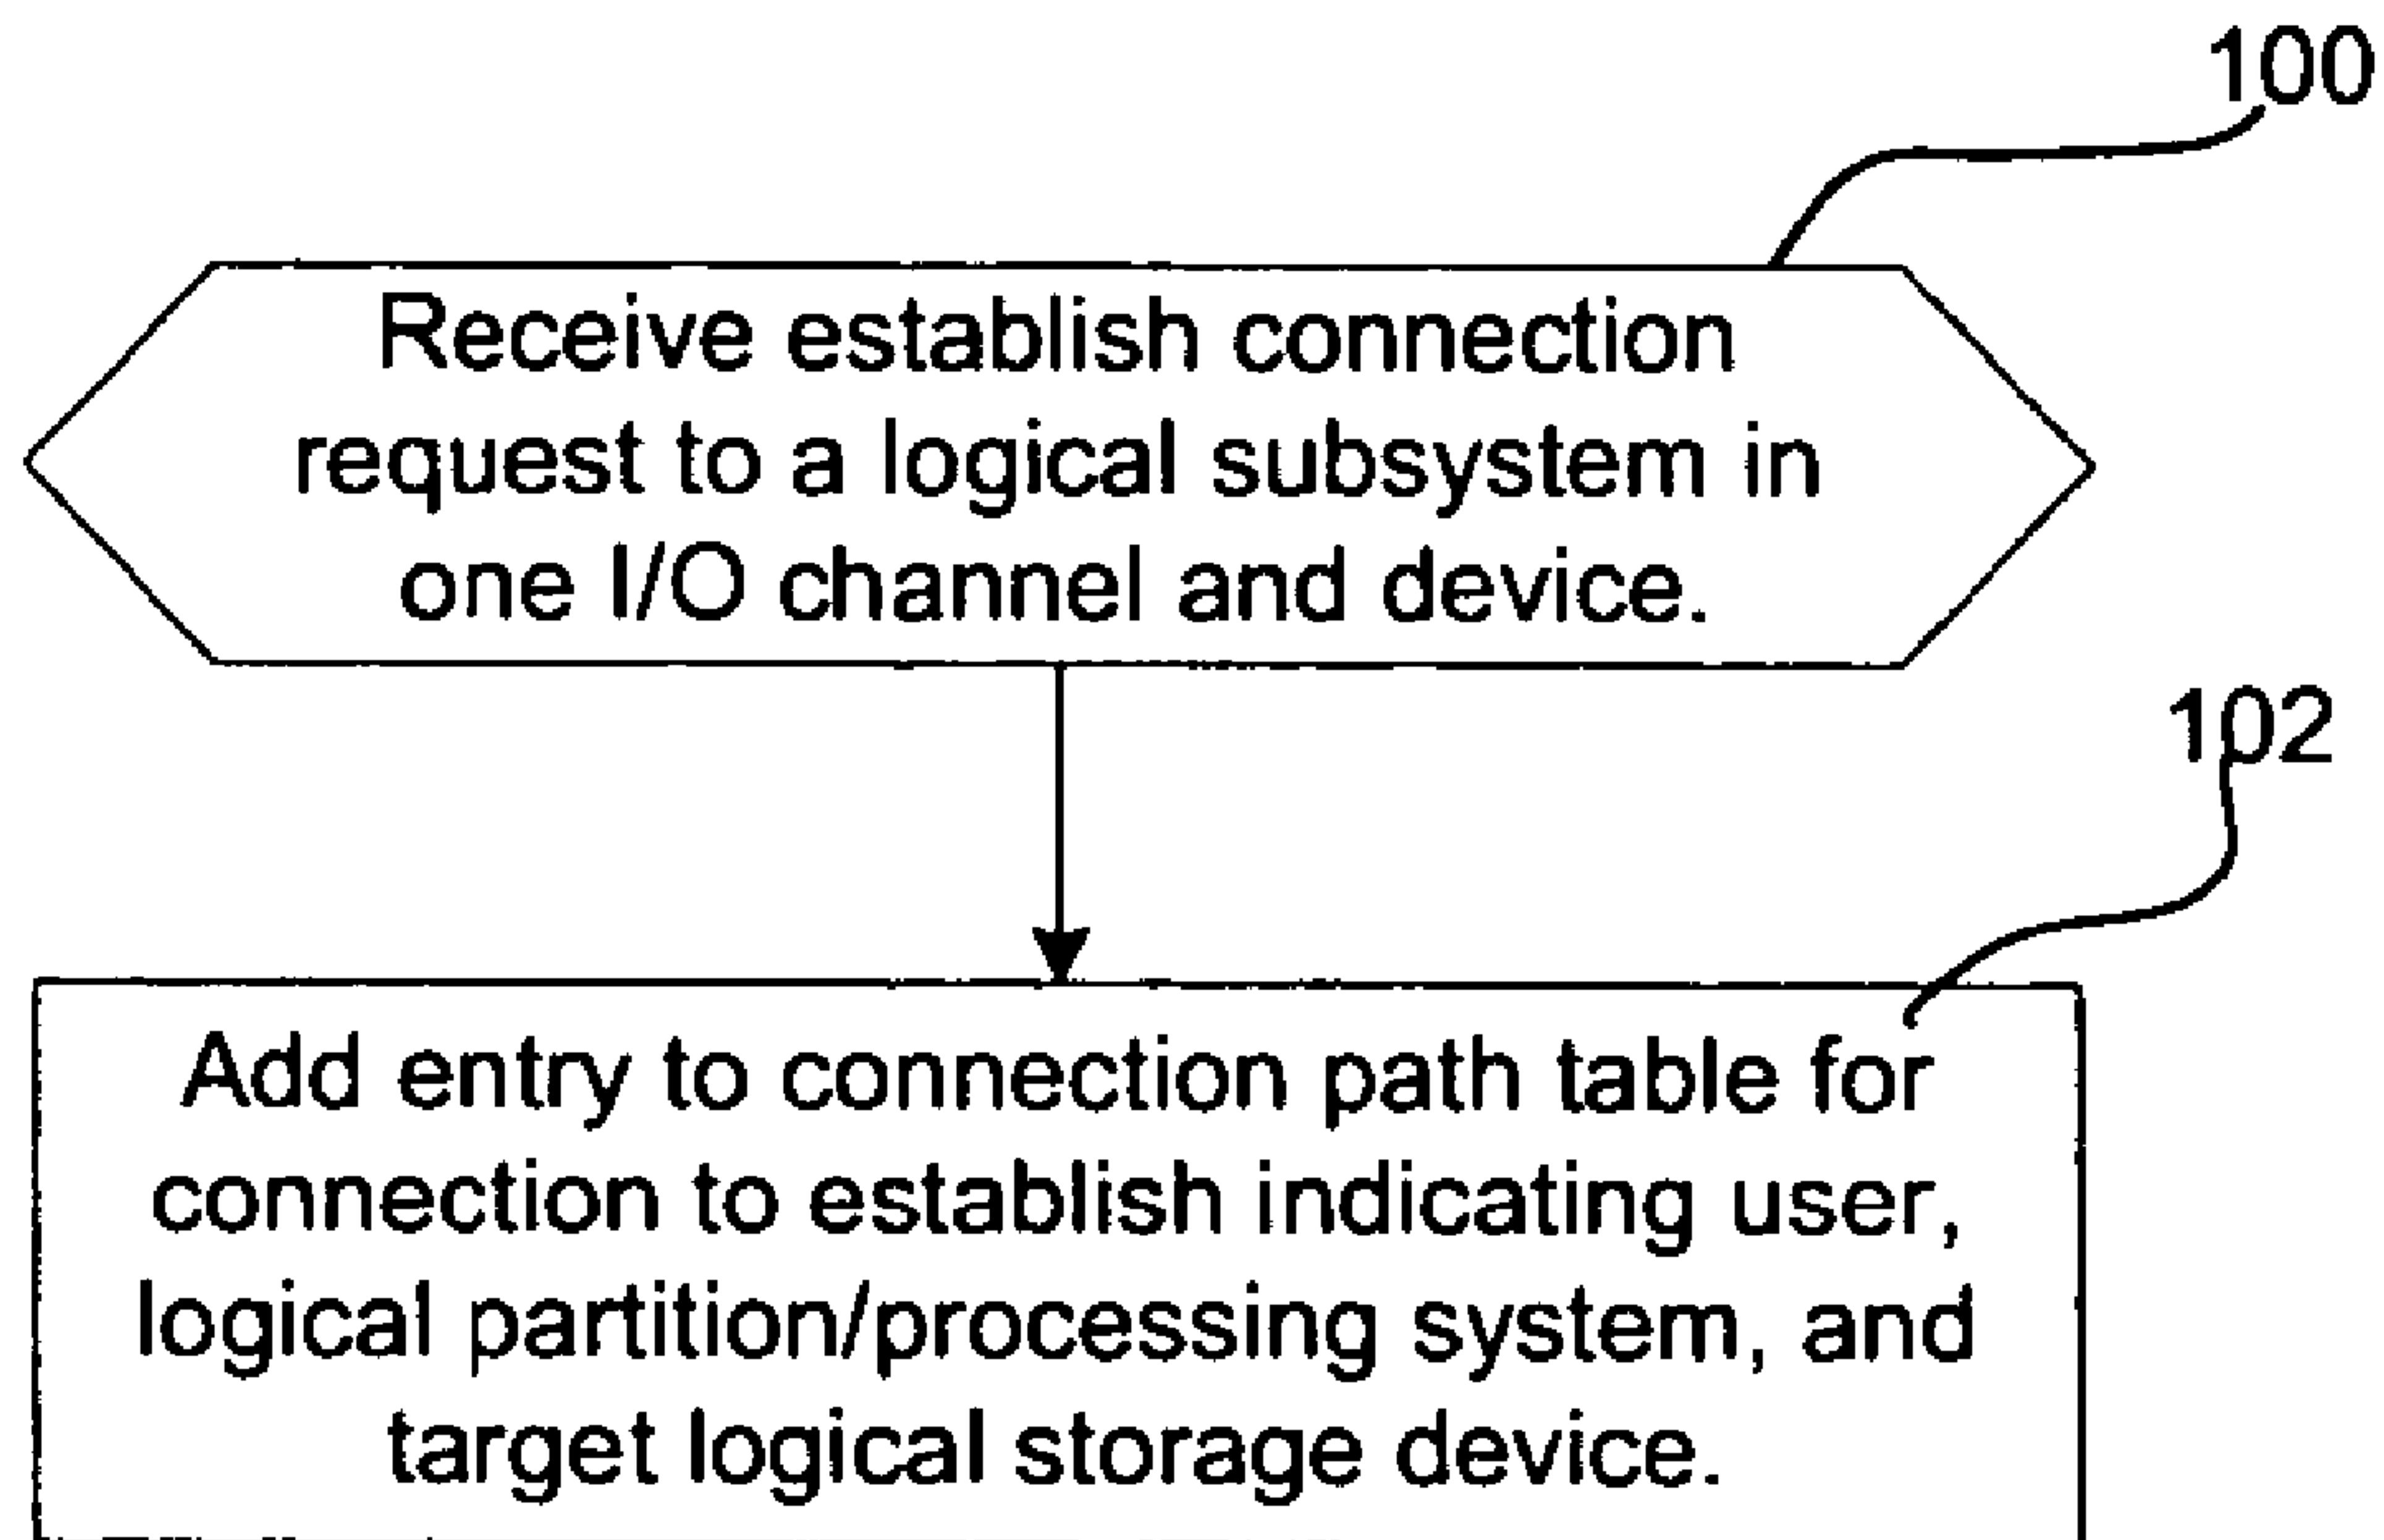 100
Receive establish connection
request to a logical subsystem in
one I/O channel and device.
102
Add entry to connection path table for
connection to establish indicating user,
logical partition/processing system, and
target logical storage device.